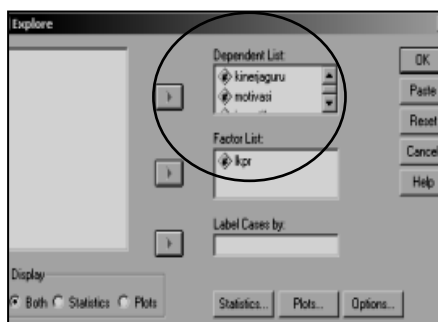 Explore
Dependent List:
kinerjaguru
motivasi
Factor List:
lkpr
Label Cases by:
Display
Both Statistics Plots
Statistics... Plots... Options...
OK
Paste
Reset
Cancel
Help